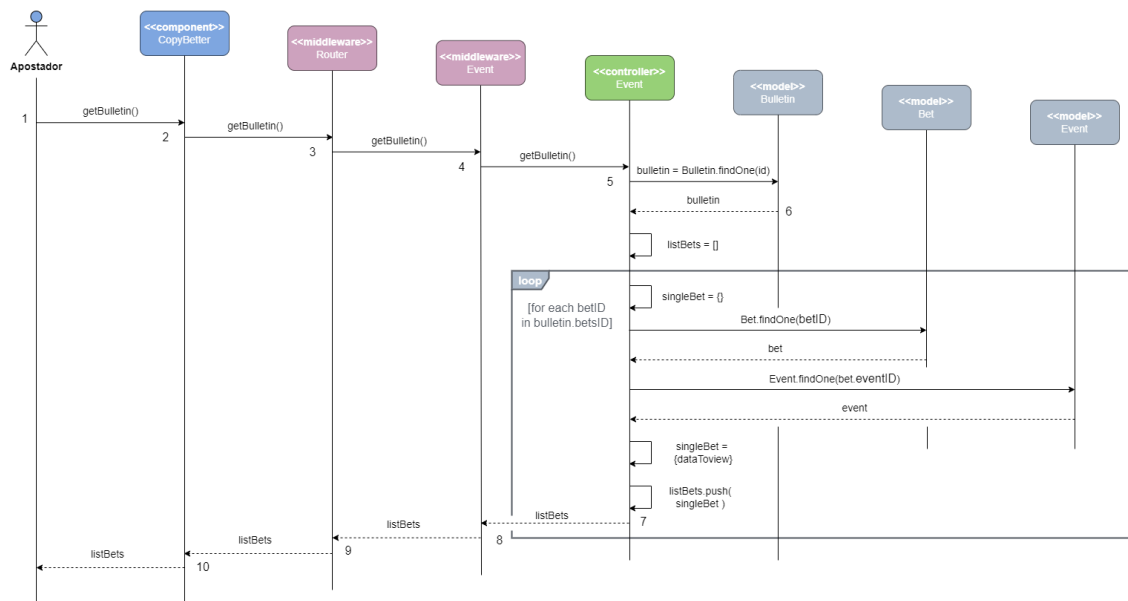 Apostador
<<component>>
CopyBetter
<<middleware>>
Router
<<middleware>>
Event
<<controller>>
Event
<<model>>
Bulletin
<<model>>
Bet
<<model>>
Event
1
getBulletin()
2
getBulletin()
3
getBulletin()
4
getBulletin()
5
bulletin = Bulletin.findOne(id)
bulletin
6
listBets = []
loop
[for each betID
in bulletin.betsID]
singleBet = {}
Bet.findOne(betID)
bet
Event.findOne(bet.eventID)
event
singleBet =
{dataToview}
listBets.push(
singleBet )
listBets
7
listBets
8
listBets
9
listBets
10